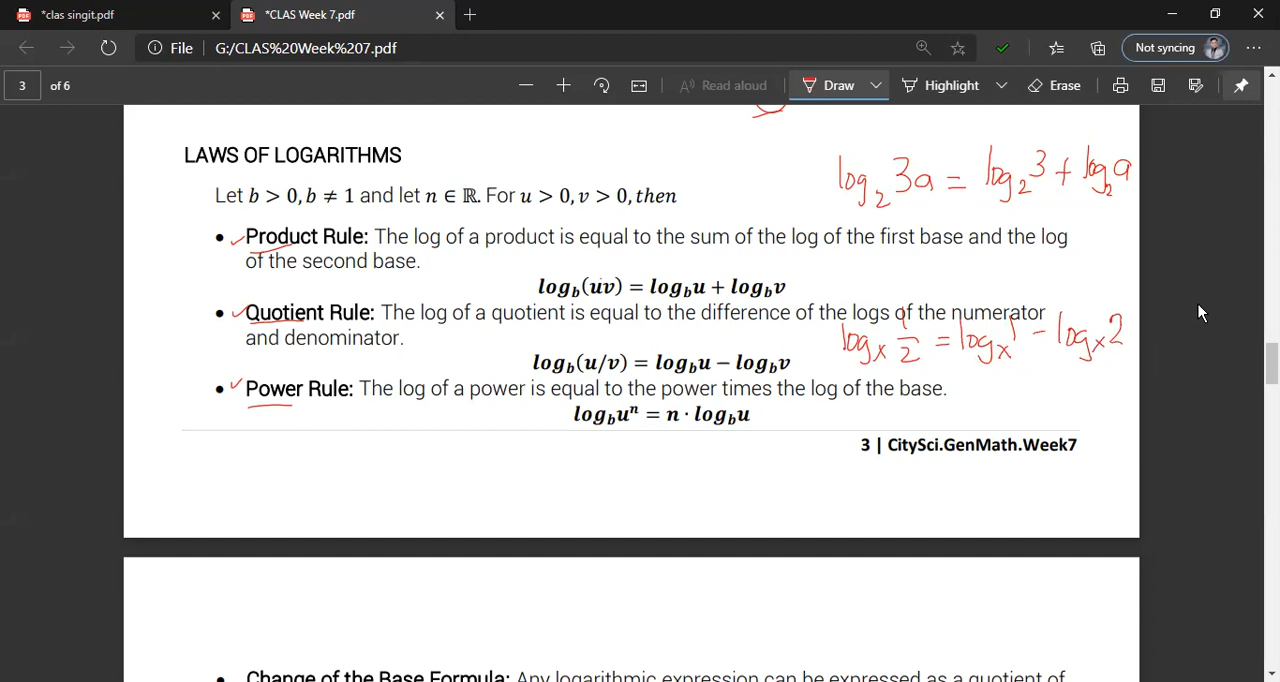 *clas singit.pdf
*CLAS Week 7.pdf
File G:/CLAS%20Week%207.pdf Not syncing
3 of 6 Read aloud Draw Highlight Erase
LAWS OF LOGARITHMS
log₂ 3a = log₂ 3 + log₂ a
Let b > 0, b ≠ 1 and let n ∈ ℝ. For u > 0, v > 0, then
• Product Rule: The log of a product is equal to the sum of the log of the first base and the log
of the second base.
log_b(uv) = log_b u + log_b v
• Quotient Rule: The log of a quotient is equal to the difference of the logs of the numerator
and denominator.
logₓ 1/2 = logₓ 1 - logₓ 2
log_b(u/v) = log_b u − log_b v
• Power Rule: The log of a power is equal to the power times the log of the base.
log_b uⁿ = n · log_b u
3 | CitySci.GenMath.Week7
• Change of the Base Formula: Any logarithmic expression can be expressed as a quotient of